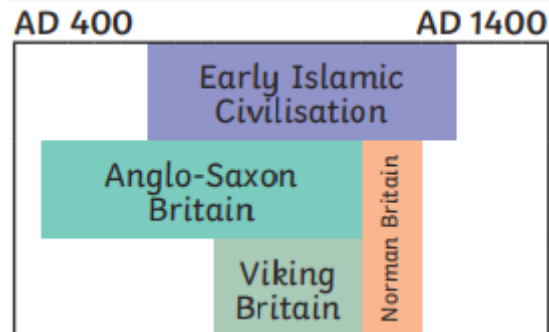 AD 400 AD 1400
Early Islamic
Civilisation
Anglo-Saxon
Britain
Norman Britain
Viking
Britain